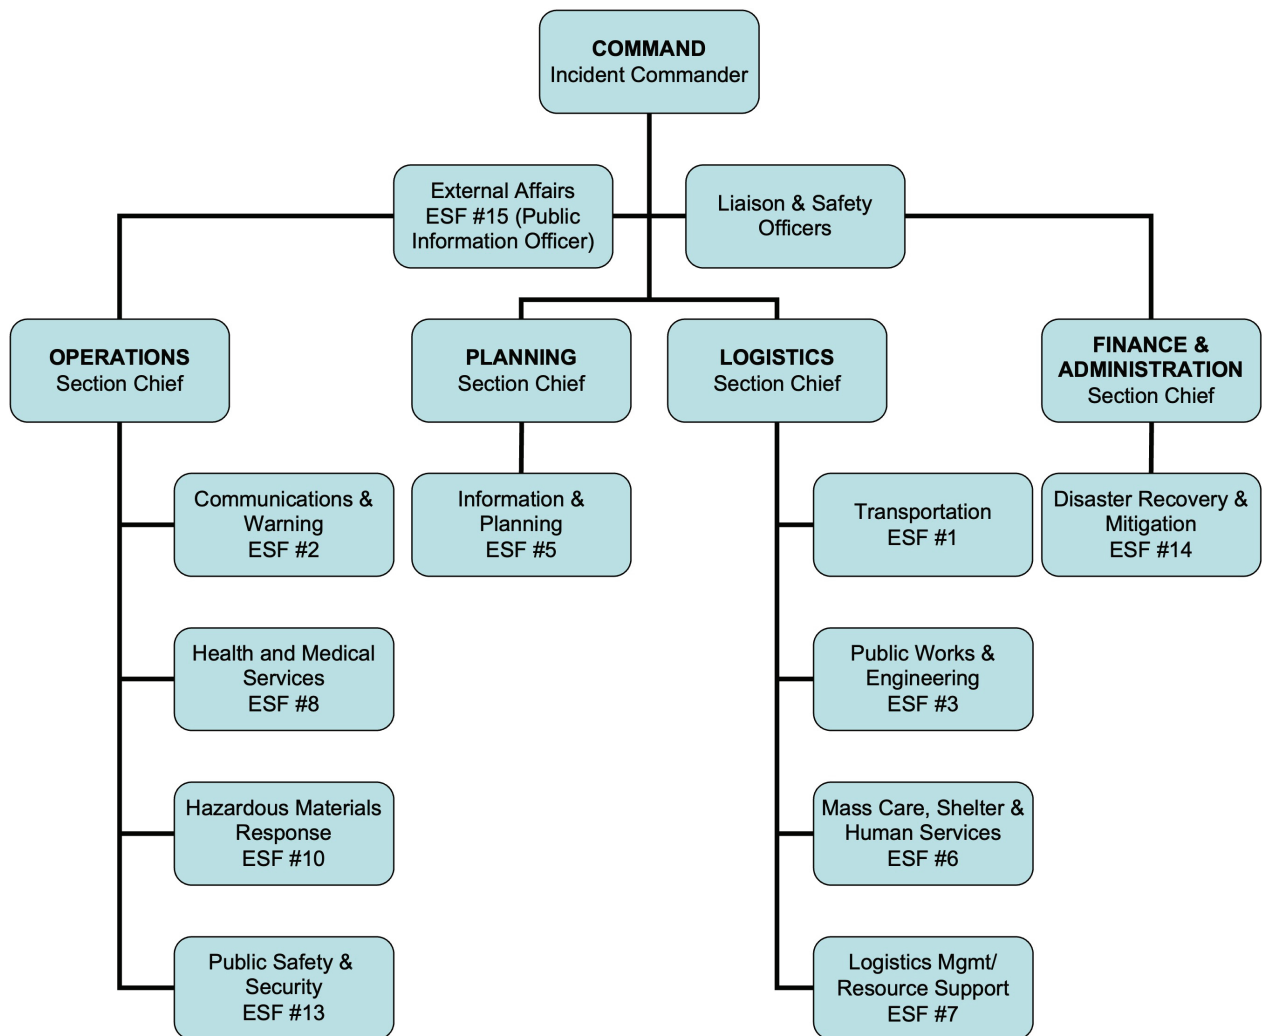 COMMAND
Incident Commander
External Affairs
ESF #15 (Public
Information Officer)
Liaison & Safety
Officers
OPERATIONS
Section Chief
PLANNING
Section Chief
LOGISTICS
Section Chief
FINANCE &
ADMINISTRATION
Section Chief
Communications &
Warning
ESF #2
Information &
Planning
ESF #5
Transportation
ESF #1
Disaster Recovery &
Mitigation
ESF #14
Health and Medical
Services
ESF #8
Public Works &
Engineering
ESF #3
Hazardous Materials
Response
ESF #10
Mass Care, Shelter &
Human Services
ESF #6
Public Safety &
Security
ESF #13
Logistics Mgmt/
Resource Support
ESF #7